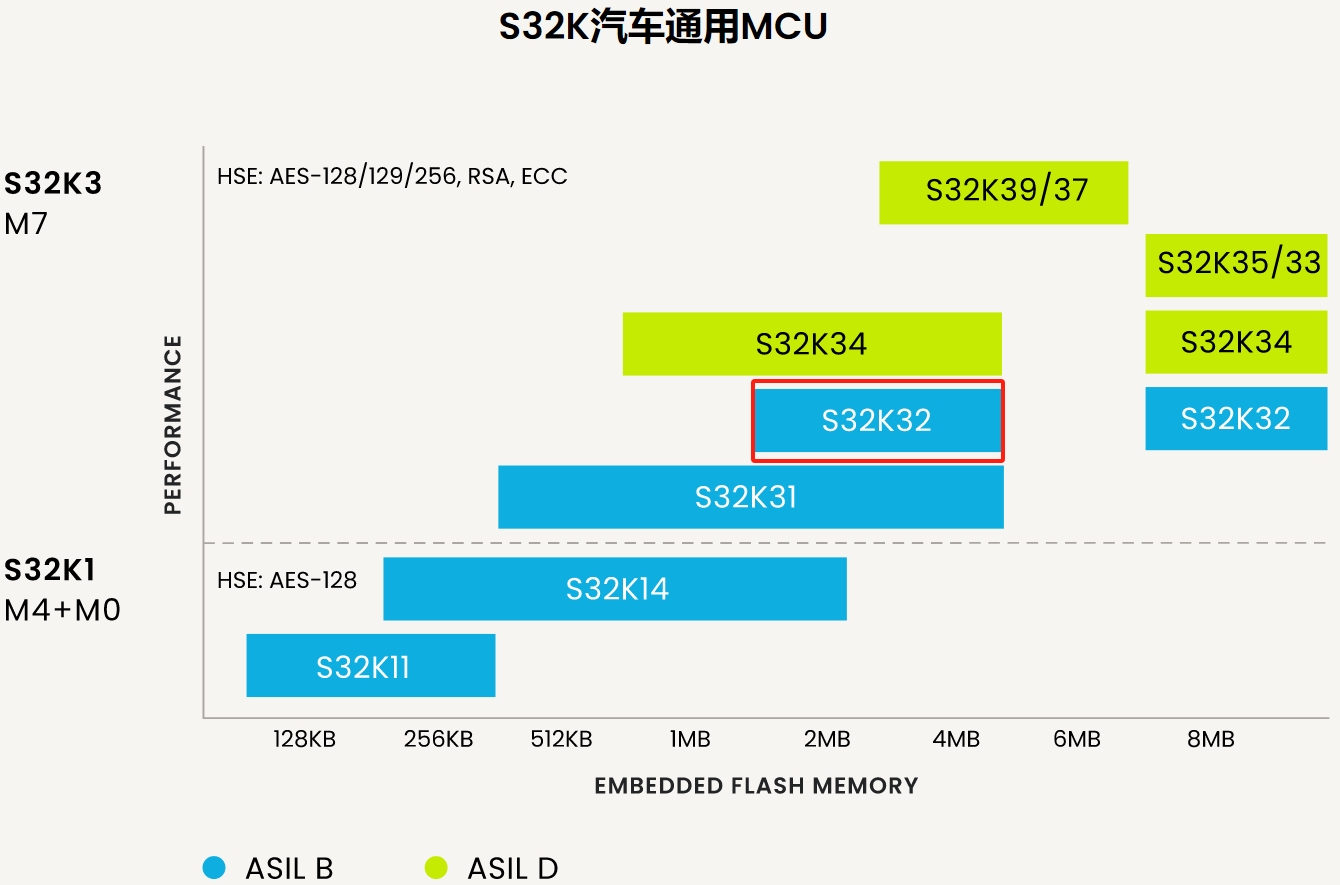 S32K汽车通用MCU
S32K3
M7
HSE: AES-128/129/256, RSA, ECC
S32K39/37
S32K35/33
S32K34
S32K34
S32K32
S32K32
S32K31
PERFORMANCE
S32K1
M4+M0
HSE: AES-128
S32K14
S32K11
128KB 256KB 512KB 1MB 2MB 4MB 6MB 8MB
EMBEDDED FLASH MEMORY
ASIL B ASIL D